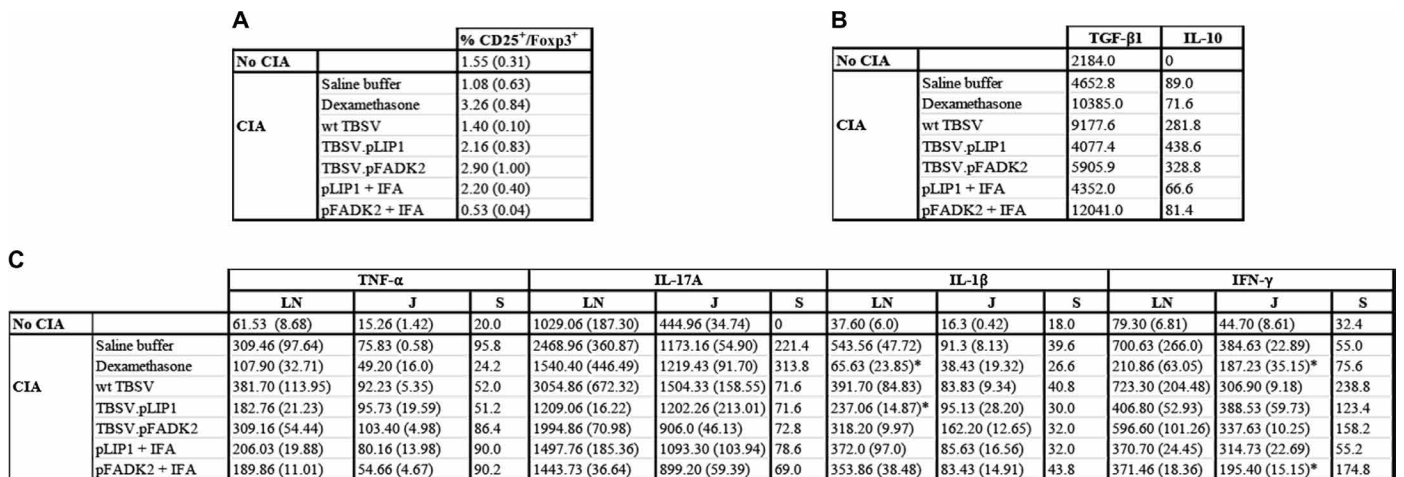 A
% CD25+/Foxp3+
No CIA 1.55 (0.31)
Saline buffer 1.08 (0.63)
Dexamethasone 3.26 (0.84)
CIA wt TBSV 1.40 (0.10)
TBSV.pLIP1 2.16 (0.83)
TBSV.pFADK2 2.90 (1.00)
pLIP1 + IFA 2.20 (0.40)
pFADK2 + IFA 0.53 (0.04)
B
TGF-β1 IL-10
No CIA 2184.0 0
Saline buffer 4652.8 89.0
Dexamethasone 10385.0 71.6
CIA wt TBSV 9177.6 281.8
TBSV.pLIP1 4077.4 438.6
TBSV.pFADK2 5905.9 328.8
pLIP1 + IFA 4352.0 66.6
pFADK2 + IFA 12041.0 81.4
C
TNF-α IL-17A IL-1β IFN-γ
LN J S LN J S LN J S LN J S
No CIA 61.53 (8.68) 15.26 (1.42) 20.0 1029.06 (187.30) 444.96 (34.74) 0 37.60 (6.0) 16.3 (0.42) 18.0 79.30 (6.81) 44.70 (8.61) 32.4
Saline buffer 309.46 (97.64) 75.83 (0.58) 95.8 2468.96 (360.87) 1173.16 (54.90) 221.4 543.56 (47.72) 91.3 (8.13) 39.6 700.63 (266.0) 384.63 (22.89) 55.0
Dexamethasone 107.90 (32.71) 49.20 (16.0) 24.2 1540.40 (446.49) 1219.43 (91.70) 313.8 65.63 (23.85)* 38.43 (19.32) 26.6 210.86 (63.05) 187.23 (35.15)* 75.6
CIA wt TBSV 381.70 (113.95) 92.23 (5.35) 52.0 3054.86 (672.32) 1504.33 (158.55) 71.6 391.70 (84.83) 83.83 (9.34) 40.8 723.30 (204.48) 306.90 (9.18) 238.8
TBSV.pLIP1 182.76 (21.23) 95.73 (19.59) 51.2 1209.06 (16.22) 1202.26 (213.01) 71.6 237.06 (14.87)* 95.13 (28.20) 30.0 406.80 (52.93) 388.53 (59.73) 123.4
TBSV.pFADK2 309.16 (54.44) 103.40 (4.98) 86.4 1994.86 (70.98) 906.0 (46.13) 72.8 318.20 (9.97) 162.20 (12.65) 32.0 596.60 (101.26) 337.63 (10.25) 158.2
pLIP1 + IFA 206.03 (19.88) 80.16 (13.98) 90.0 1497.76 (185.36) 1093.30 (103.94) 78.6 372.0 (97.0) 85.63 (16.56) 32.0 370.70 (24.45) 314.73 (22.69) 55.2
pFADK2 + IFA 189.86 (11.01) 54.66 (4.67) 90.2 1443.73 (36.64) 899.20 (59.39) 69.0 353.86 (38.48) 83.43 (14.91) 43.8 371.46 (18.36) 195.40 (15.15)* 174.8